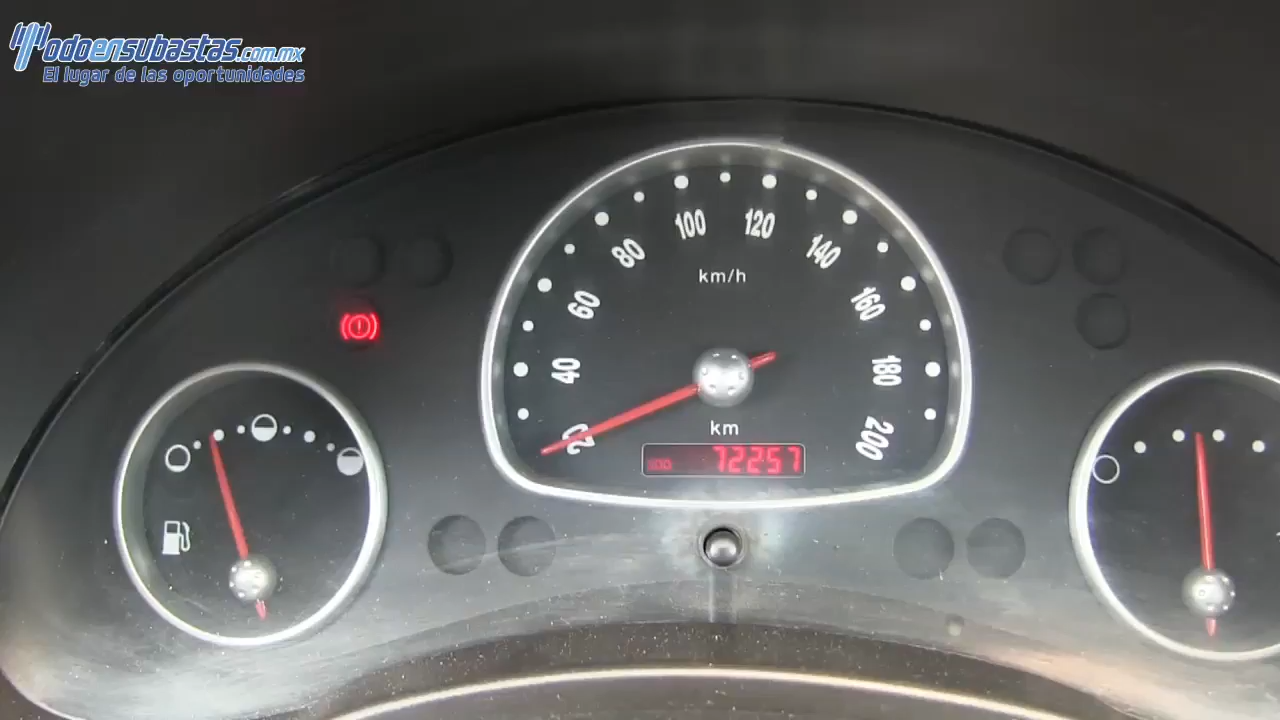 Todoensubastas.com.mx
El lugar de las oportunidades
100 120
80 140
km/h
60 160
40 180
20 200
km
72257